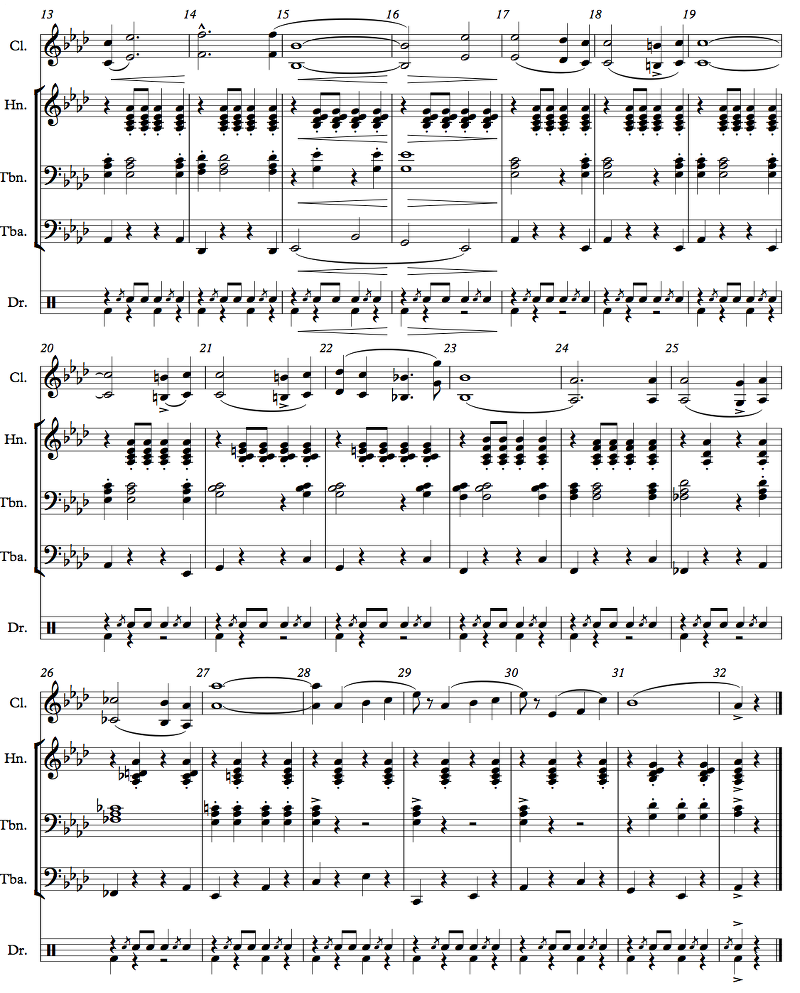 13 14 15 16 17 18 19
Cl.
Hn.
Tbn.
Tba.
Dr.
20 21 22 23 24 25
Cl.
Hn.
Tbn.
Tba.
Dr.
26 27 28 29 30 31 32
Cl.
Hn.
Tbn.
Tba.
Dr.